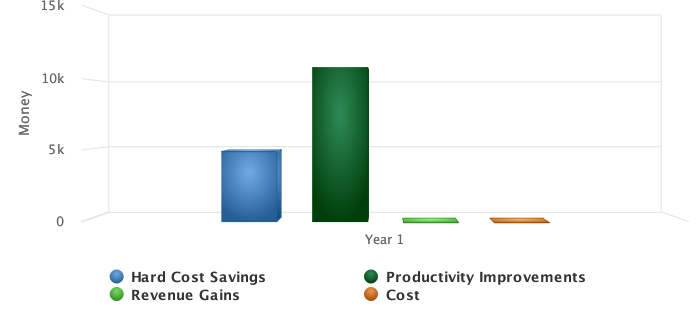 15k
10k
5k
0
Money
Year 1
Hard Cost Savings
Productivity Improvements
Revenue Gains
Cost